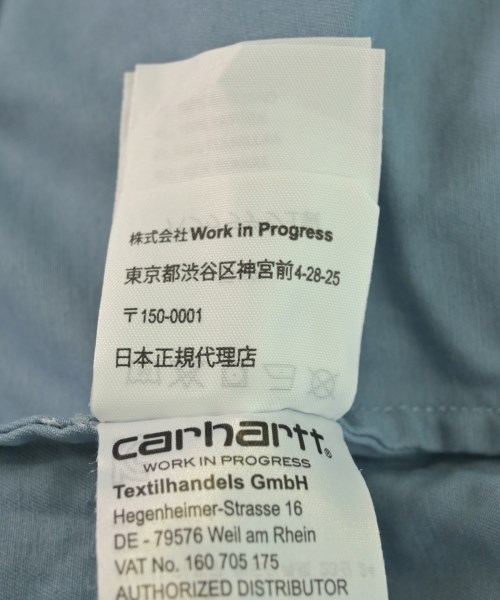 株式会社Work in Progress
東京都渋谷区神宮前4-28-25
〒150-0001
日本正規代理店
carhartt®
WORK IN PROGRESS
Textilhandels GmbH
Hegenheimer-Strasse 16
DE - 79576 Weil am Rhein
VAT No. 160 705 175
AUTHORIZED DISTRIBUTOR